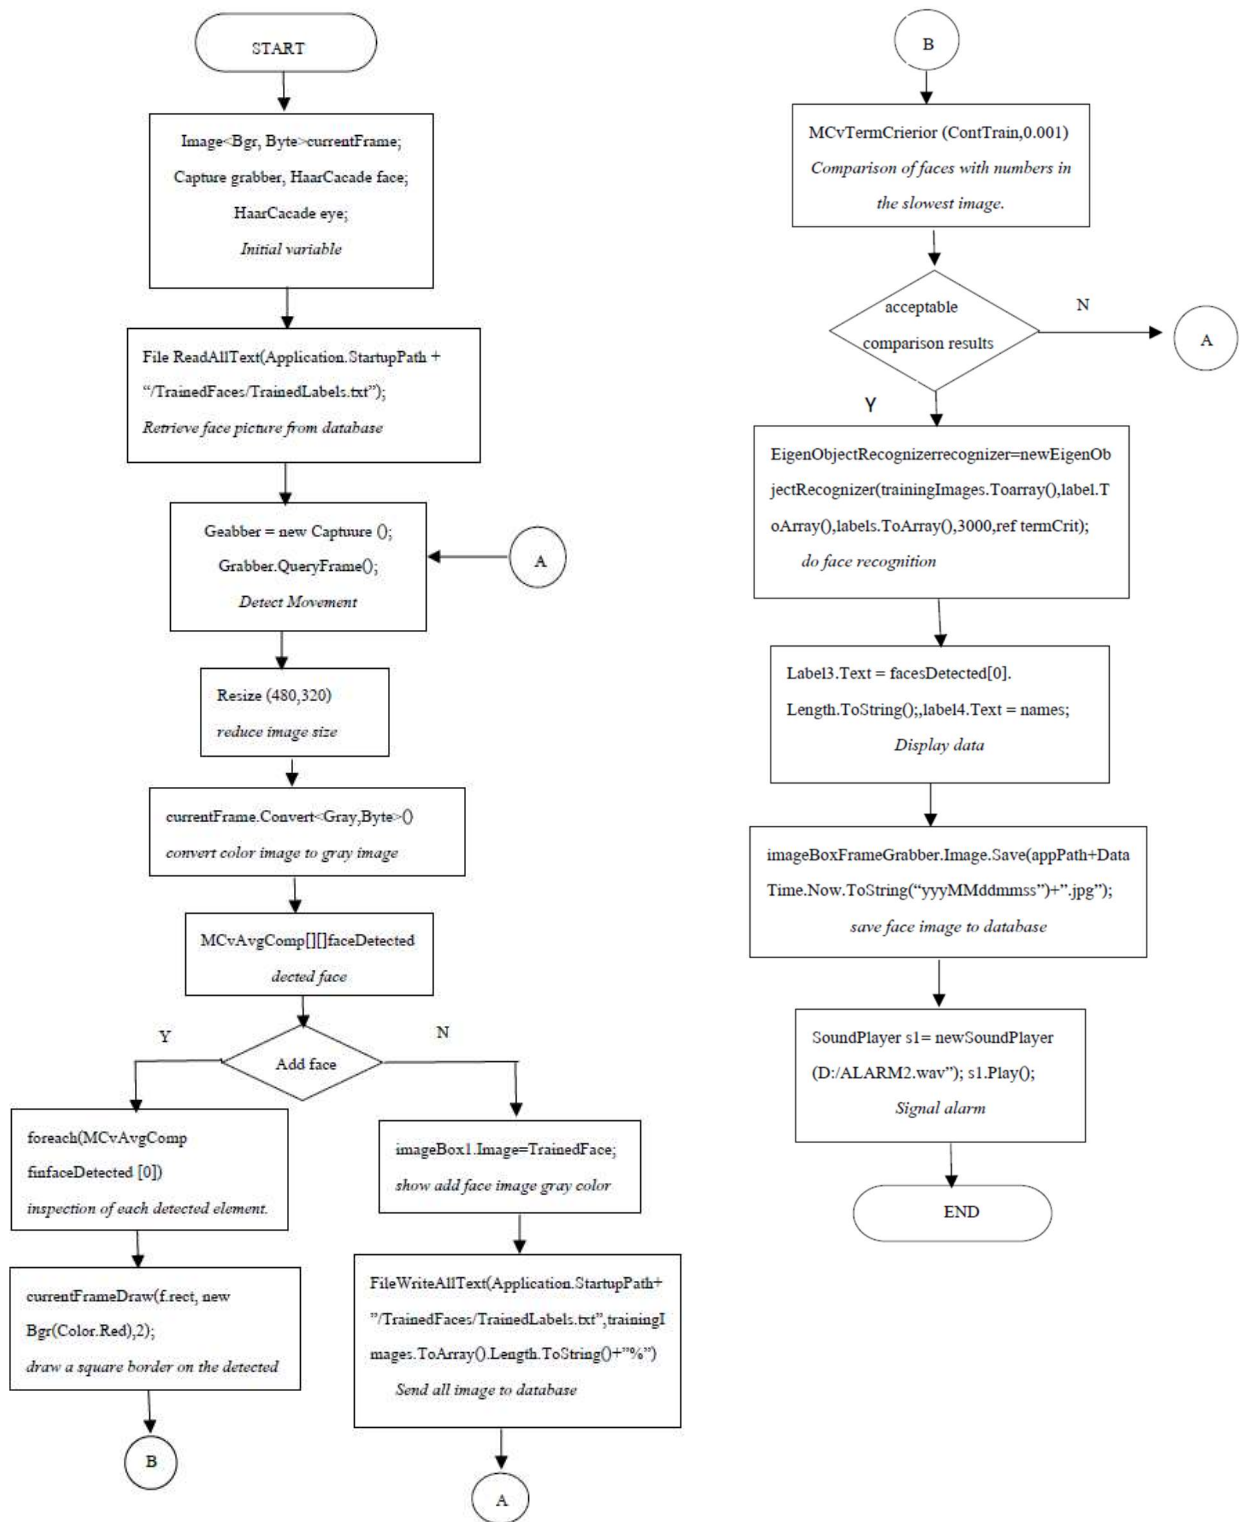 START
Image<Bgr, Byte>currentFrame;
Capture grabber, HaarCacade face;
HaarCacade eye;
Initial variable
File ReadAllText(Application.StartupPath +
“/TrainedFaces/TrainedLabels.txt”);
Retrieve face picture from database
Geabber = new Captuure ();
Grabber.QueryFrame();
Detect Movement
A
Resize (480,320)
reduce image size
currentFrame.Convert<Gray,Byte>()
convert color image to gray image
MCvAvgComp[][]faceDetected
dected face
Y
N
Add face
foreach(MCvAvgComp
finfaceDetected [0])
inspection of each detected element.
currentFrameDraw(f.rect, new
Bgr(Color.Red),2);
draw a square border on the detected
B
imageBox1.Image=TrainedFace;
show add face image gray color
FileWriteAllText(Application.StartupPath+
”/TrainedFaces/TrainedLabels.txt”,trainingI
mages.ToArray().Length.ToString()+”%”)
Send all image to database
A
B
MCvTermCrierior (ContTrain,0.001)
Comparison of faces with numbers in
the slowest image.
acceptable
comparison results
N
A
Y
EigenObjectRecognizerrecognizer=newEigenOb
jectRecognizer(trainingImages.Toarray(),label.T
oArray(),labels.ToArray(),3000,ref termCrit);
do face recognition
Label3.Text = facesDetected[0].
Length.ToString();,label4.Text = names;
Display data
imageBoxFrameGrabber.Image.Save(appPath+Data
Time.Now.ToString(“yyyMMddmmss”)+”.jpg”);
save face image to database
SoundPlayer s1= newSoundPlayer
(D:/ALARM2.wav”); s1.Play();
Signal alarm
END